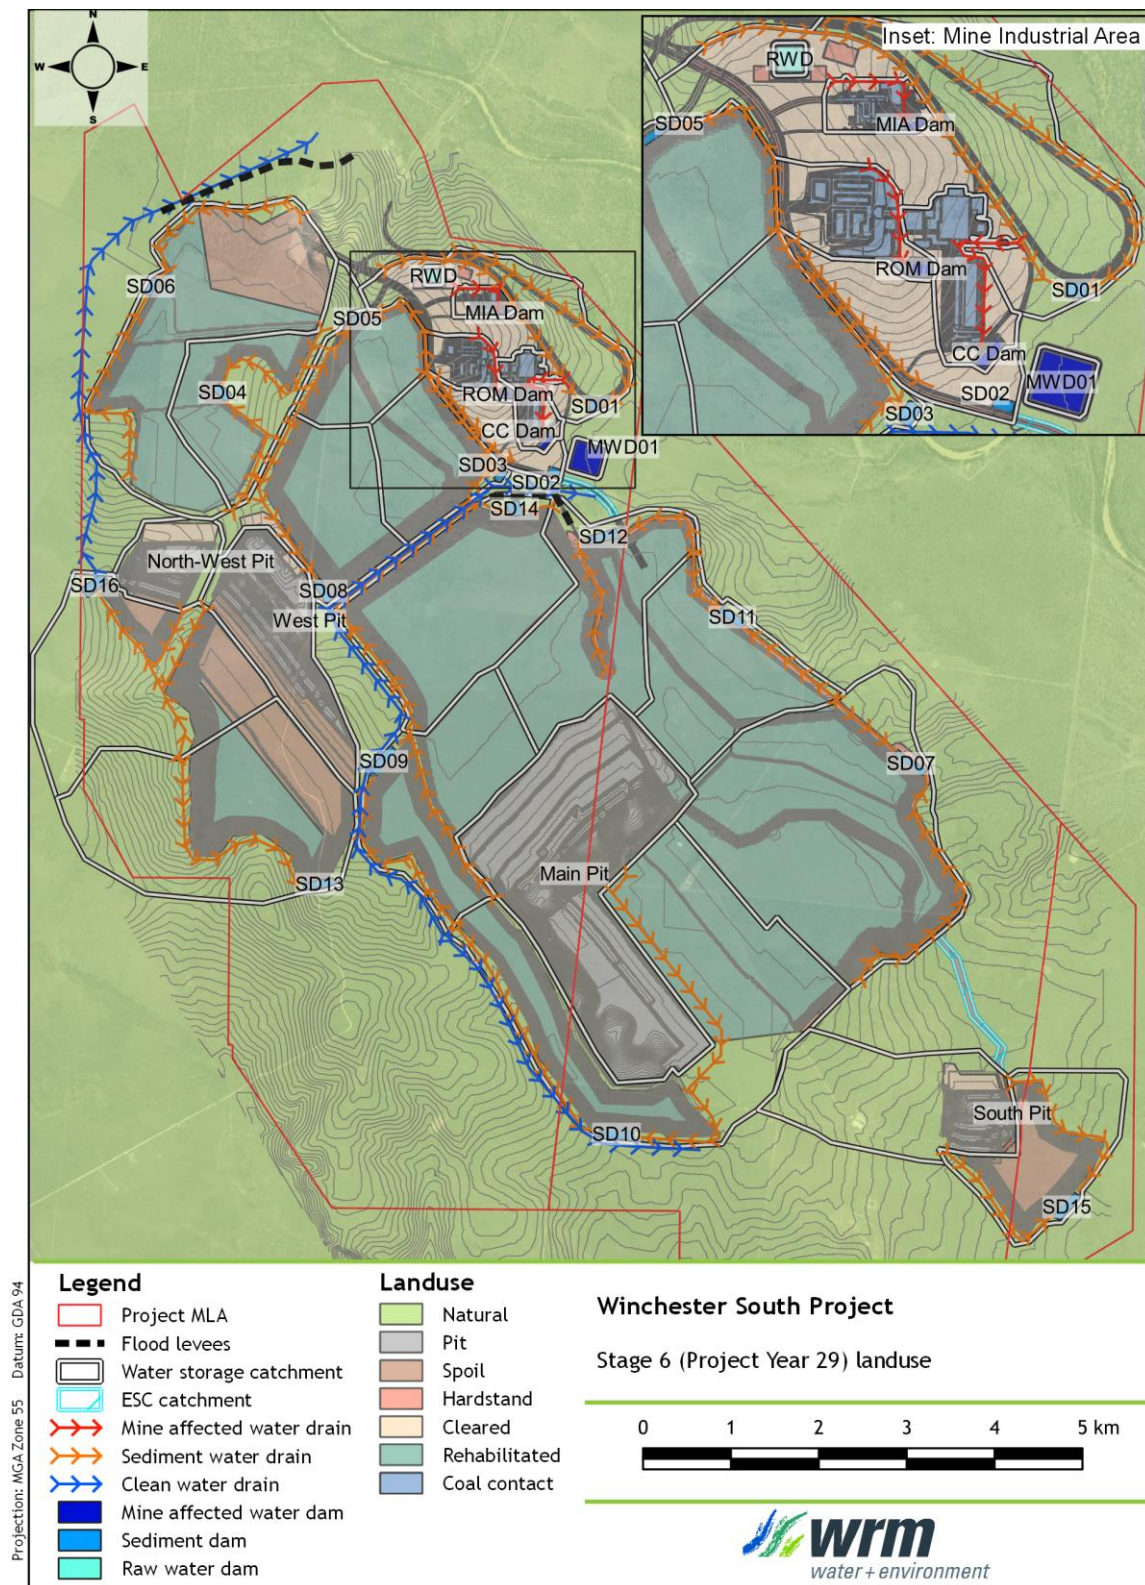 N
W
E
S
Inset: Mine Industrial Area
RWD
SD05
MIA Dam
ROM Dam
SD01
CC Dam
MWD01
SD02
SD03
SD06
RWD
SD05
MIA Dam
SD04
ROM Dam
SD01
CC Dam
MWD01
SD03
SD02
SD14
SD12
North-West Pit
SD16
SD08
West Pit
SD11
SD09
SD07
Main Pit
SD13
South Pit
SD10
SD15
Projection: MGA Zone 55 Datum: GDA 94
Legend
Project MLA
Flood levees
Water storage catchment
ESC catchment
Mine affected water drain
Sediment water drain
Clean water drain
Mine affected water dam
Sediment dam
Raw water dam
Landuse
Natural
Pit
Spoil
Hardstand
Cleared
Rehabilitated
Coal contact
Winchester South Project
Stage 6 (Project Year 29) landuse
0 1 2 3 4 5 km
wrm
water + environment